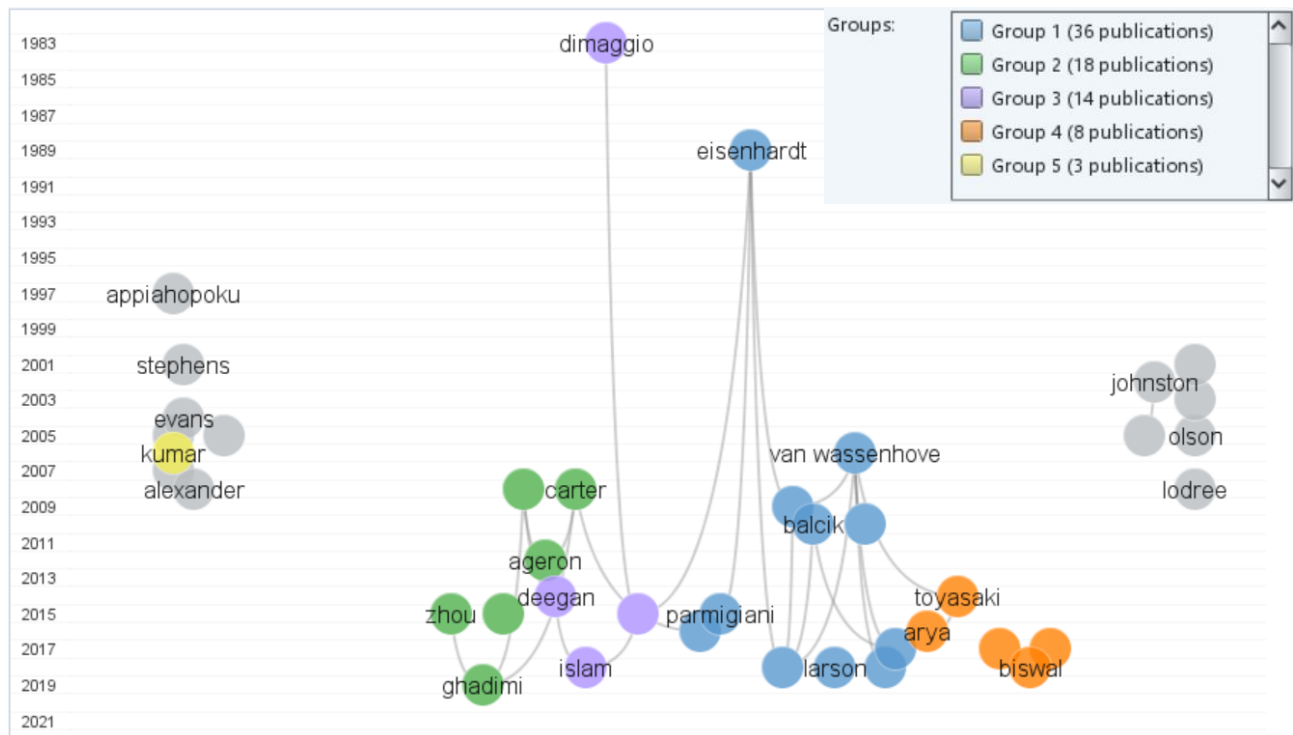 1983
dimaggio
Groups:
Group 1 (36 publications)
Group 2 (18 publications)
Group 3 (14 publications)
Group 4 (8 publications)
Group 5 (3 publications)
1985
1987
1989
eisenhardt
1991
1993
1995
1997
appiahopoku
1999
2001
stephens
johnston
2003
evans
2005
olson
kumar
van wassenhove
2007
alexander
carter
lodree
2009
balcik
2011
ageron
2013
deegan
toyasaki
2015
zhou
parmigiani
arya
2017
islam
larson
biswal
2019
ghadimi
2021